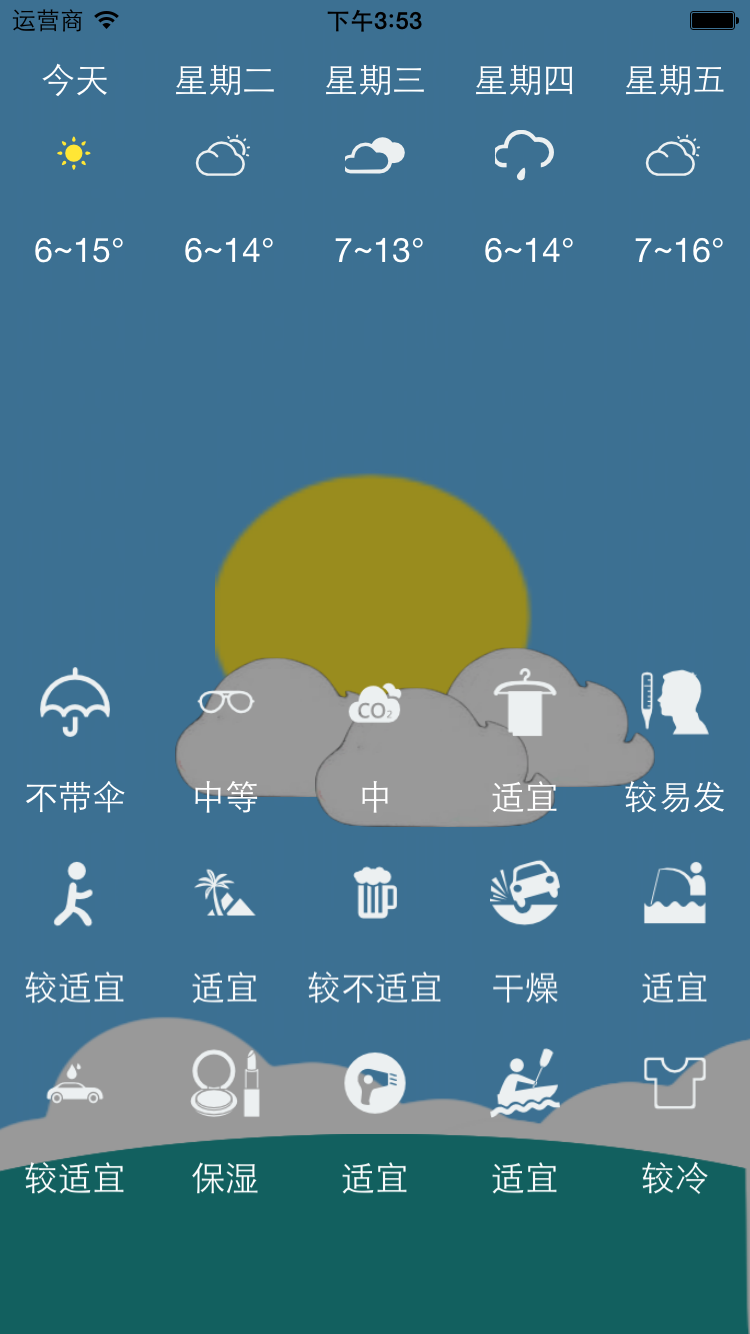 运营商 下午3:53
今天 星期二 星期三 星期四 星期五
6~15° 6~14° 7~13° 6~14° 7~16°
CO₂
不带伞 中等 中 适宜 较易发
较适宜 适宜 较不适宜 干燥 适宜
较适宜 保湿 适宜 适宜 较冷